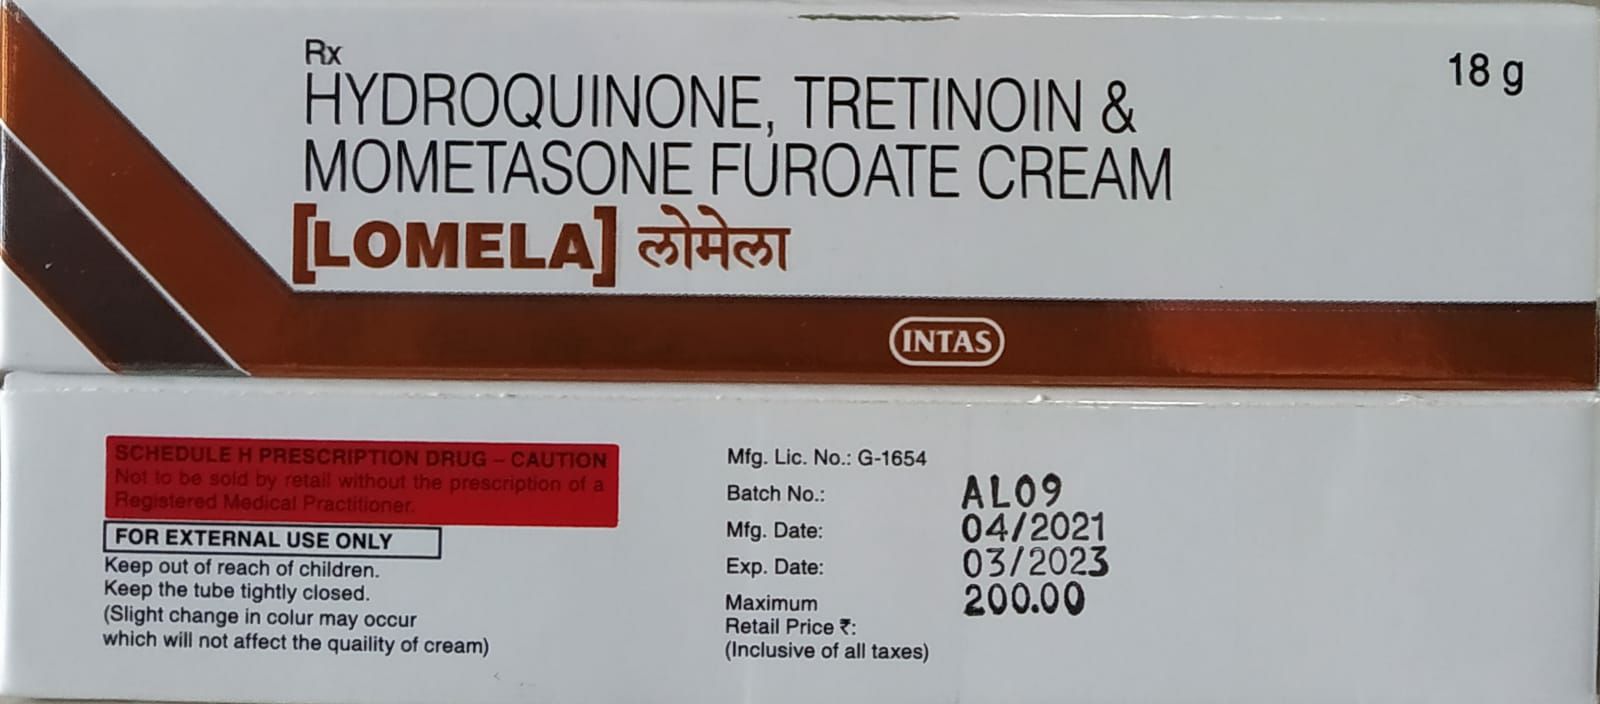 Rx
HYDROQUINONE, TRETINOIN &
MOMETASONE FUROATE CREAM
[LOMELA] लोमेला
18 g
INTAS
SCHEDULE H PRESCRIPTION DRUG – CAUTION
Not to be sold by retail without the prescription of a
Registered Medical Practitioner.
FOR EXTERNAL USE ONLY
Keep out of reach of children.
Keep the tube tightly closed.
(Slight change in colur may occur
which will not affect the quaility of cream)
Mfg. Lic. No.: G-1654
Batch No.: AL09
Mfg. Date: 04/2021
Exp. Date: 03/2023
Maximum 200.00
Retail Price ₹:
(Inclusive of all taxes)